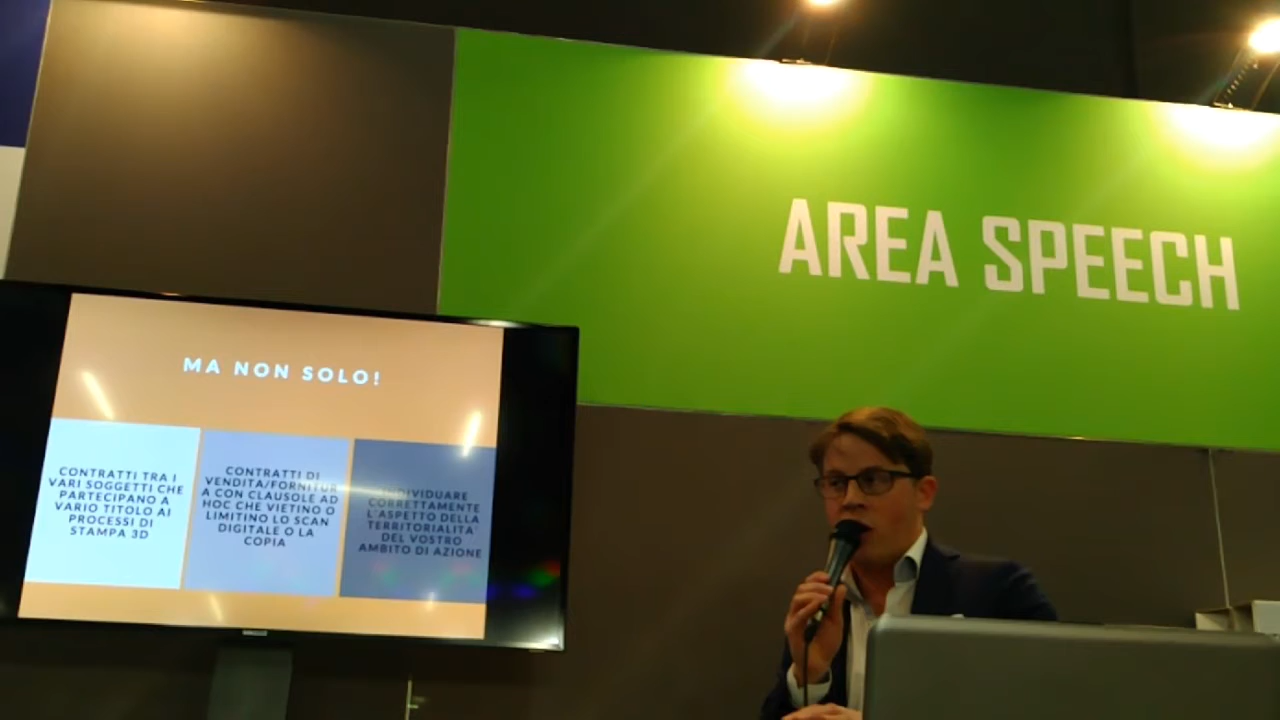 AREA SPEECH
MA NON SOLO!
CONTRATTI TRA I
VARI SOGGETTI CHE
PARTECIPANO A
VARIO TITOLO AI
PROCESSI DI
STAMPA 3D
CONTRATTI DI
VENDITA/FORNITUR
A CON CLAUSOLE AD
HOC CHE VIETINO O
LIMITINO LO SCAN
DIGITALE O LA
COPIA
INDIVIDUARE
CORRETTAMENTE
L'ASPETTO DELLA
TERRITORIALITA'
DEL VOSTRO
AMBITO DI AZIONE